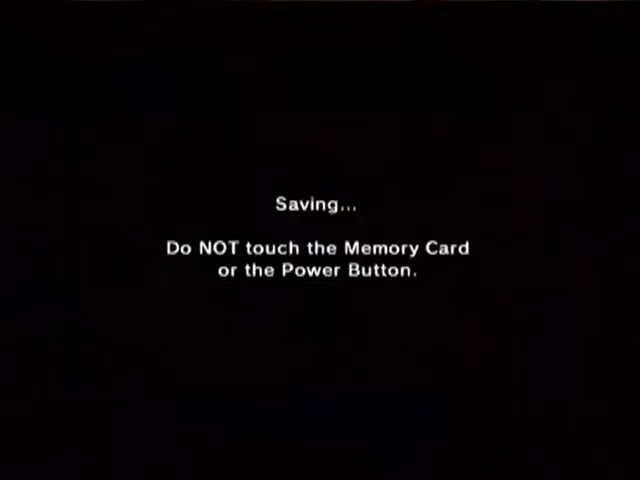 Saving...
Do NOT touch the Memory Card
or the Power Button.